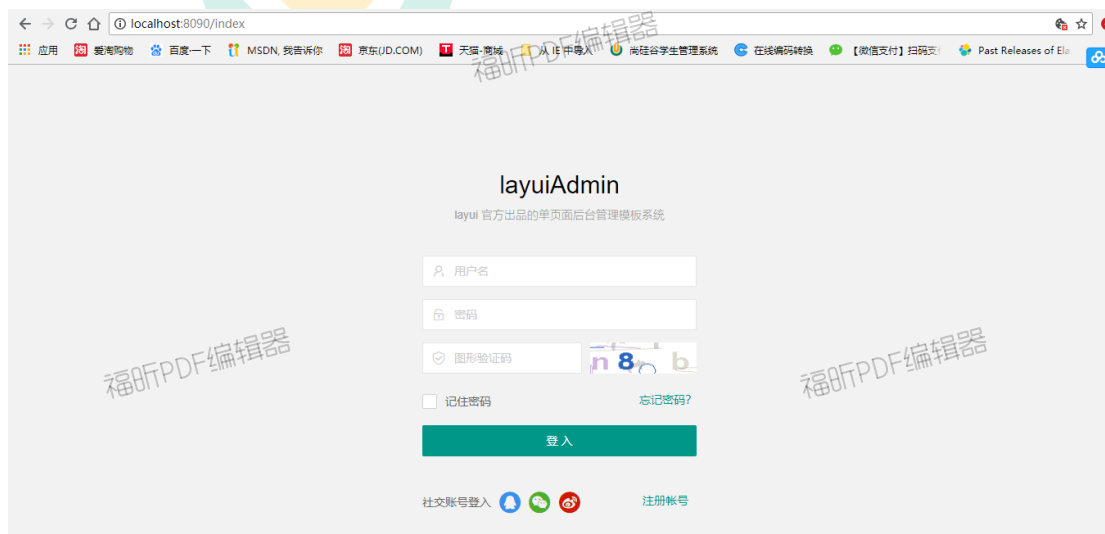 localhost:8090/index
应用 爱淘购物 百度一下 MSDN, 我告诉你 京东(JD.COM) 天猫-商城 从 IE 中导入 尚硅谷学生管理系统 在线编码转换 【微信支付】扫码支 Past Releases of Ela
福昕PDF编辑器
layuiAdmin
layui 官方出品的单页面后台管理模板系统
用户名
密码
图形验证码 n 8 b
记住密码 忘记密码?
登 入
社交账号登入 注册帐号
福昕PDF编辑器
福昕PDF编辑器